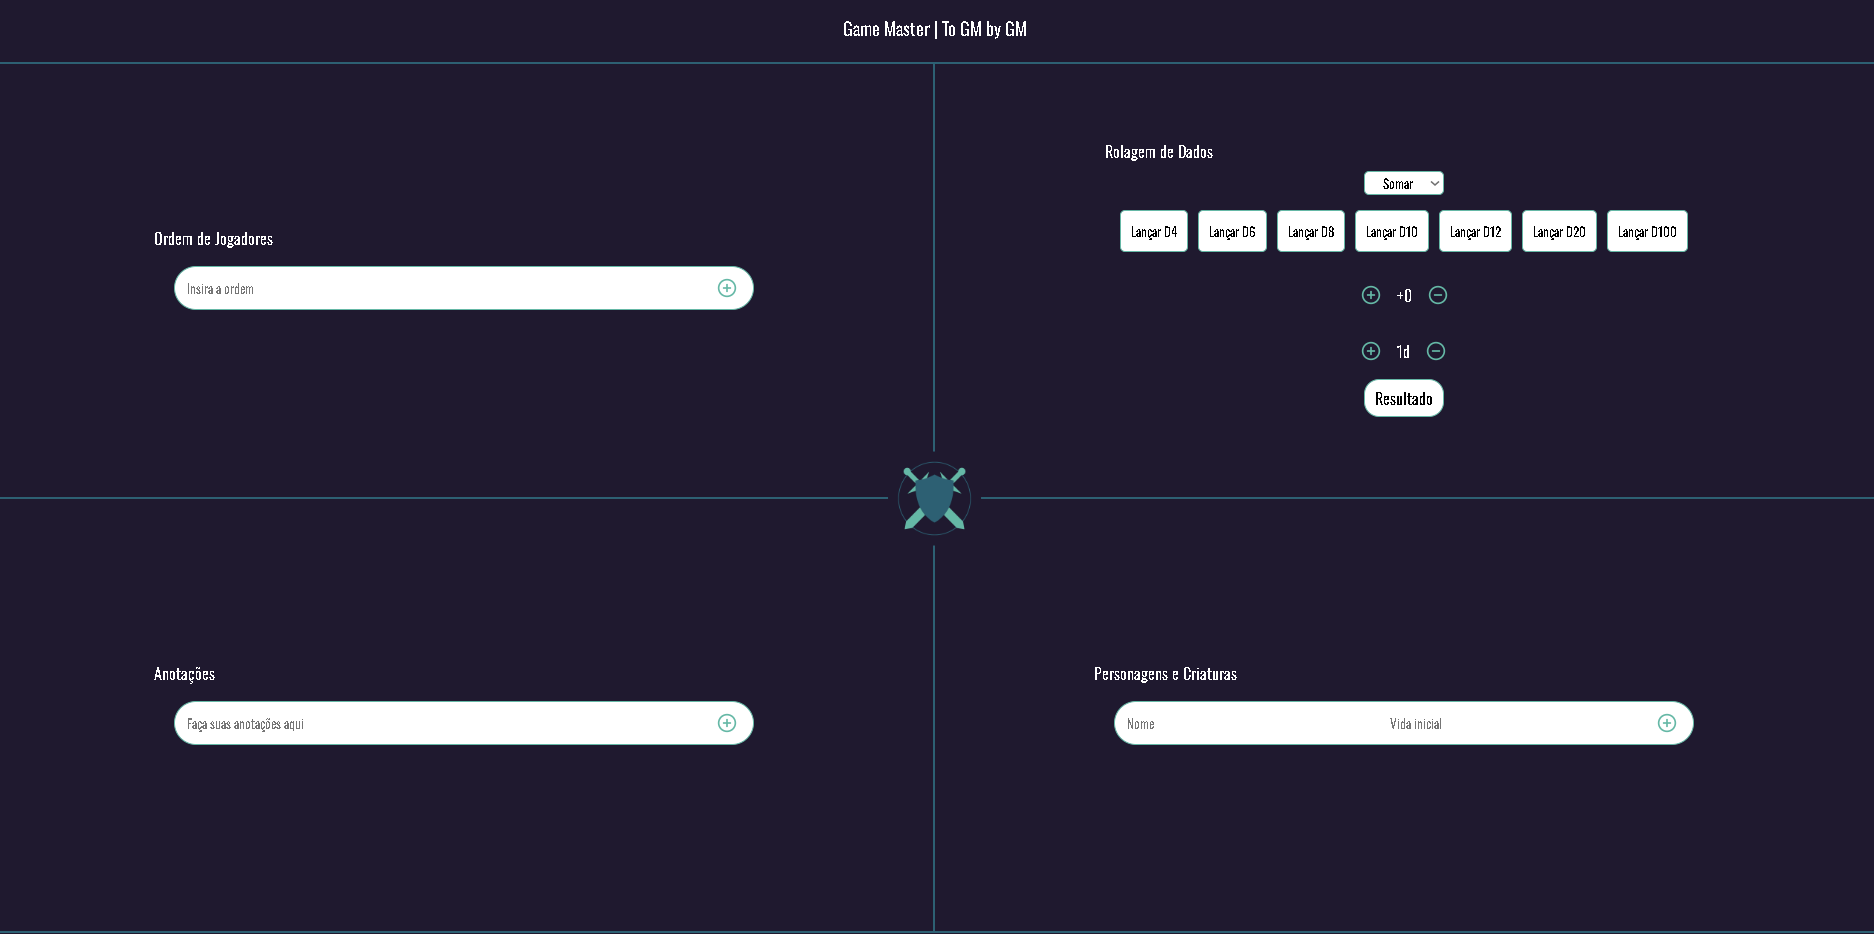 Game Master | To GM by GM
Ordem de Jogadores
Insira a ordem
Rolagem de Dados
Somar
Lançar D4 Lançar D6 Lançar D8 Lançar D10 Lançar D12 Lançar D20 Lançar D100
+0
1d
Resultado
Anotações
Faça suas anotações aqui
Personagens e Criaturas
Nome Vida inicial